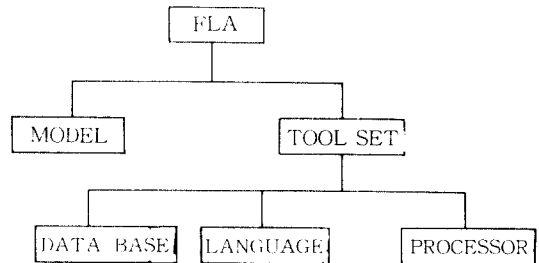 FLA
MODEL
TOOL SET
DATA BASE
LANGUAGE
PROCESSOR